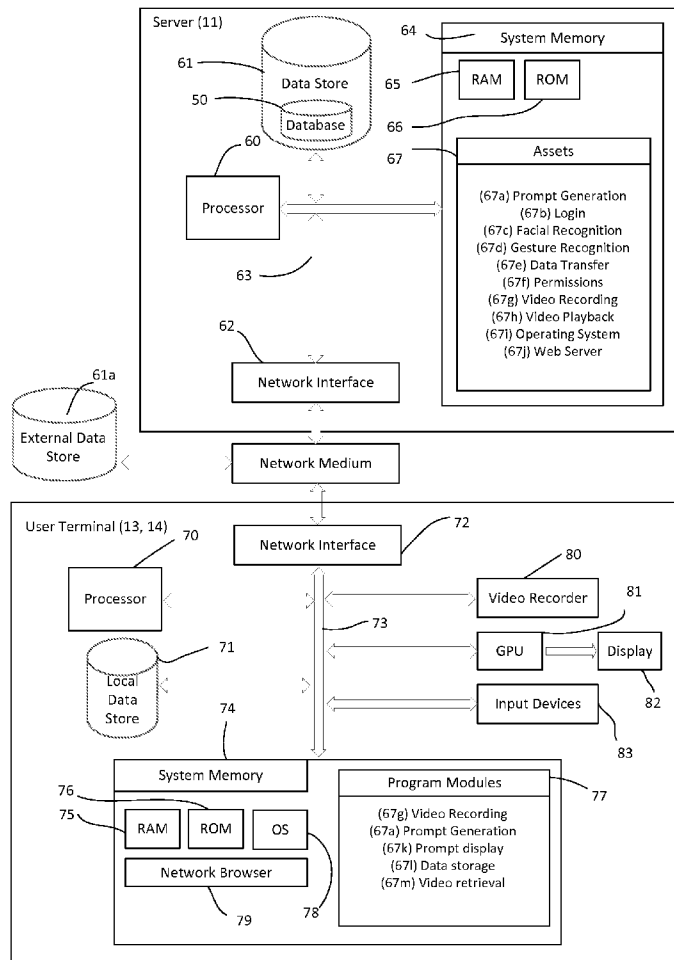 Server (11)
64
System Memory
61
Data Store
65
RAM
ROM
50
Database
66
60
67
Assets
Processor
(67a) Prompt Generation
(67b) Login
(67c) Facial Recognition
(67d) Gesture Recognition
(67e) Data Transfer
(67f) Permissions
(67g) Video Recording
(67h) Video Playback
(67i) Operating System
(67j) Web Server
63
62
Network Interface
61a
External Data
Store
Network Medium
User Terminal (13, 14)
70
Network Interface
72
80
Processor
Video Recorder
73
81
71
GPU
Display
Local
Data
Store
82
74
Input Devices
83
System Memory
Program Modules
77
76
75
RAM
ROM
OS
(67g) Video Recording
(67a) Prompt Generation
(67k) Prompt display
(67l) Data storage
(67m) Video retrieval
Network Browser
79
78